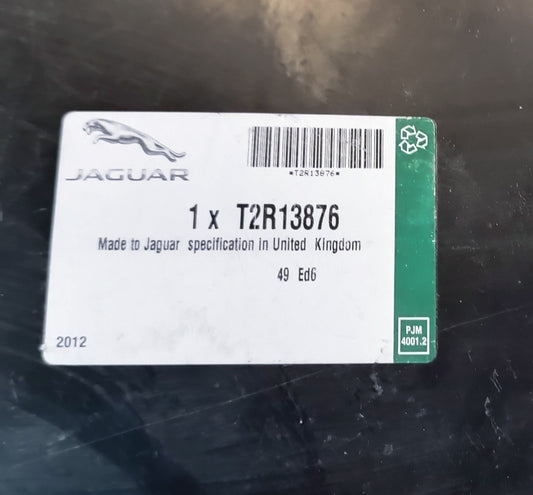 JAGUAR
*T2R13876*
1 x T2R13876
Made to Jaguar specification in United Kingdom
49 Ed6
2012
PJM
4001.2